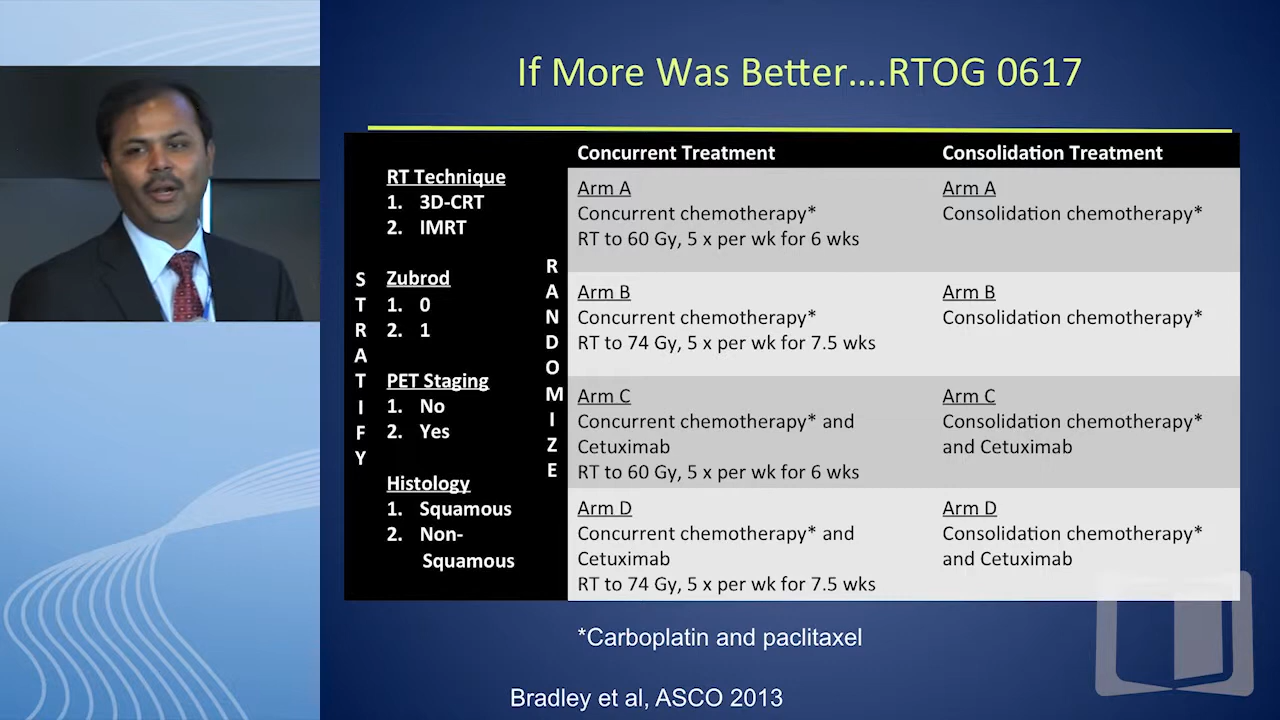 If More Was Better....RTOG 0617
STRATIFY
RT Technique
1. 3D-CRT
2. IMRT
Zubrod
1. 0
2. 1
PET Staging
1. No
2. Yes
Histology
1. Squamous
2. Non-
Squamous
RANDOMIZE
Concurrent Treatment
Consolidation Treatment
Arm A
Concurrent chemotherapy*
RT to 60 Gy, 5 x per wk for 6 wks
Arm A
Consolidation chemotherapy*
Arm B
Concurrent chemotherapy*
RT to 74 Gy, 5 x per wk for 7.5 wks
Arm B
Consolidation chemotherapy*
Arm C
Concurrent chemotherapy* and
Cetuximab
RT to 60 Gy, 5 x per wk for 6 wks
Arm C
Consolidation chemotherapy*
and Cetuximab
Arm D
Concurrent chemotherapy* and
Cetuximab
RT to 74 Gy, 5 x per wk for 7.5 wks
Arm D
Consolidation chemotherapy*
and Cetuximab
*Carboplatin and paclitaxel
Bradley et al, ASCO 2013